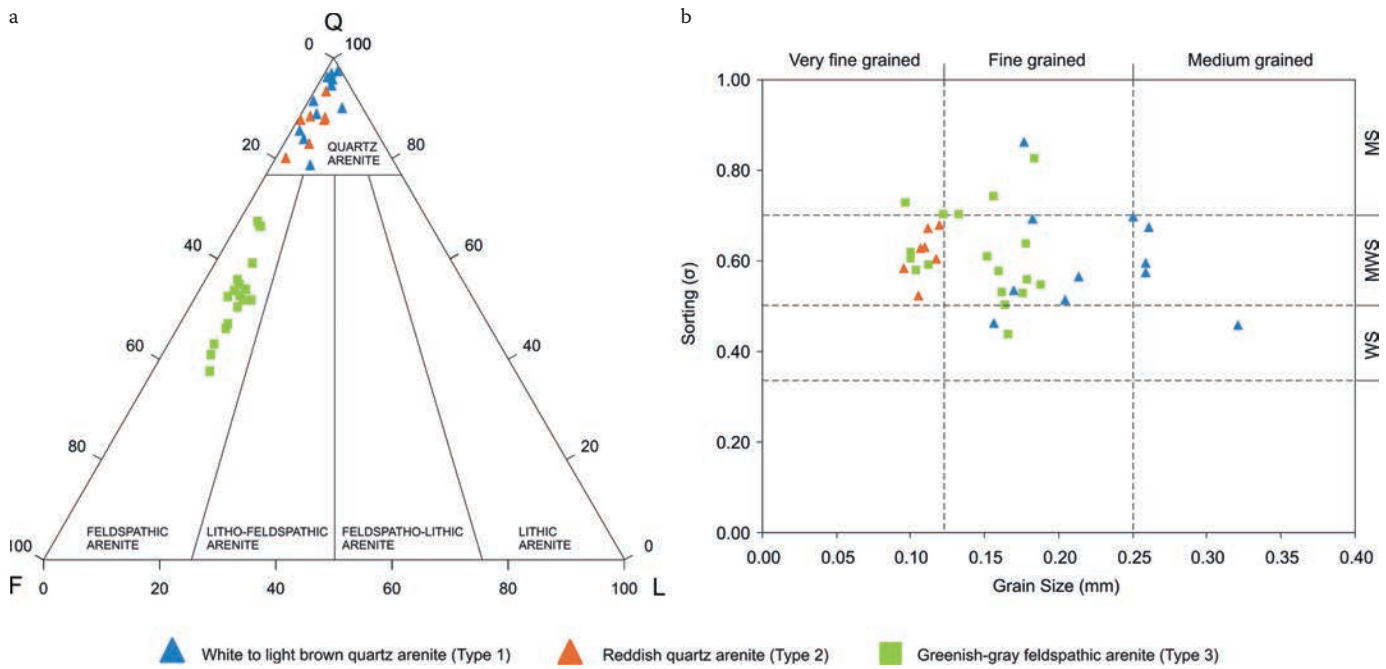 a
Q
0 100
20 80
QUARTZ
ARENITE
40 60
60 40
80 20
FELDSPATHIC
ARENITE
LITHO-FELDSPATHIC
ARENITE
FELDSPATHO-LITHIC
ARENITE
LITHIC
ARENITE
100 0
F 0 20 40 60 80 100 L
b
Very fine grained Fine grained Medium grained
1.00
0.80
0.60
0.40
0.20
0.00
Sorting (σ)
MS
MWS
WS
0.00 0.05 0.10 0.15 0.20 0.25 0.30 0.35 0.40
Grain Size (mm)
White to light brown quartz arenite (Type 1) Reddish quartz arenite (Type 2) Greenish-gray feldspathic arenite (Type 3)